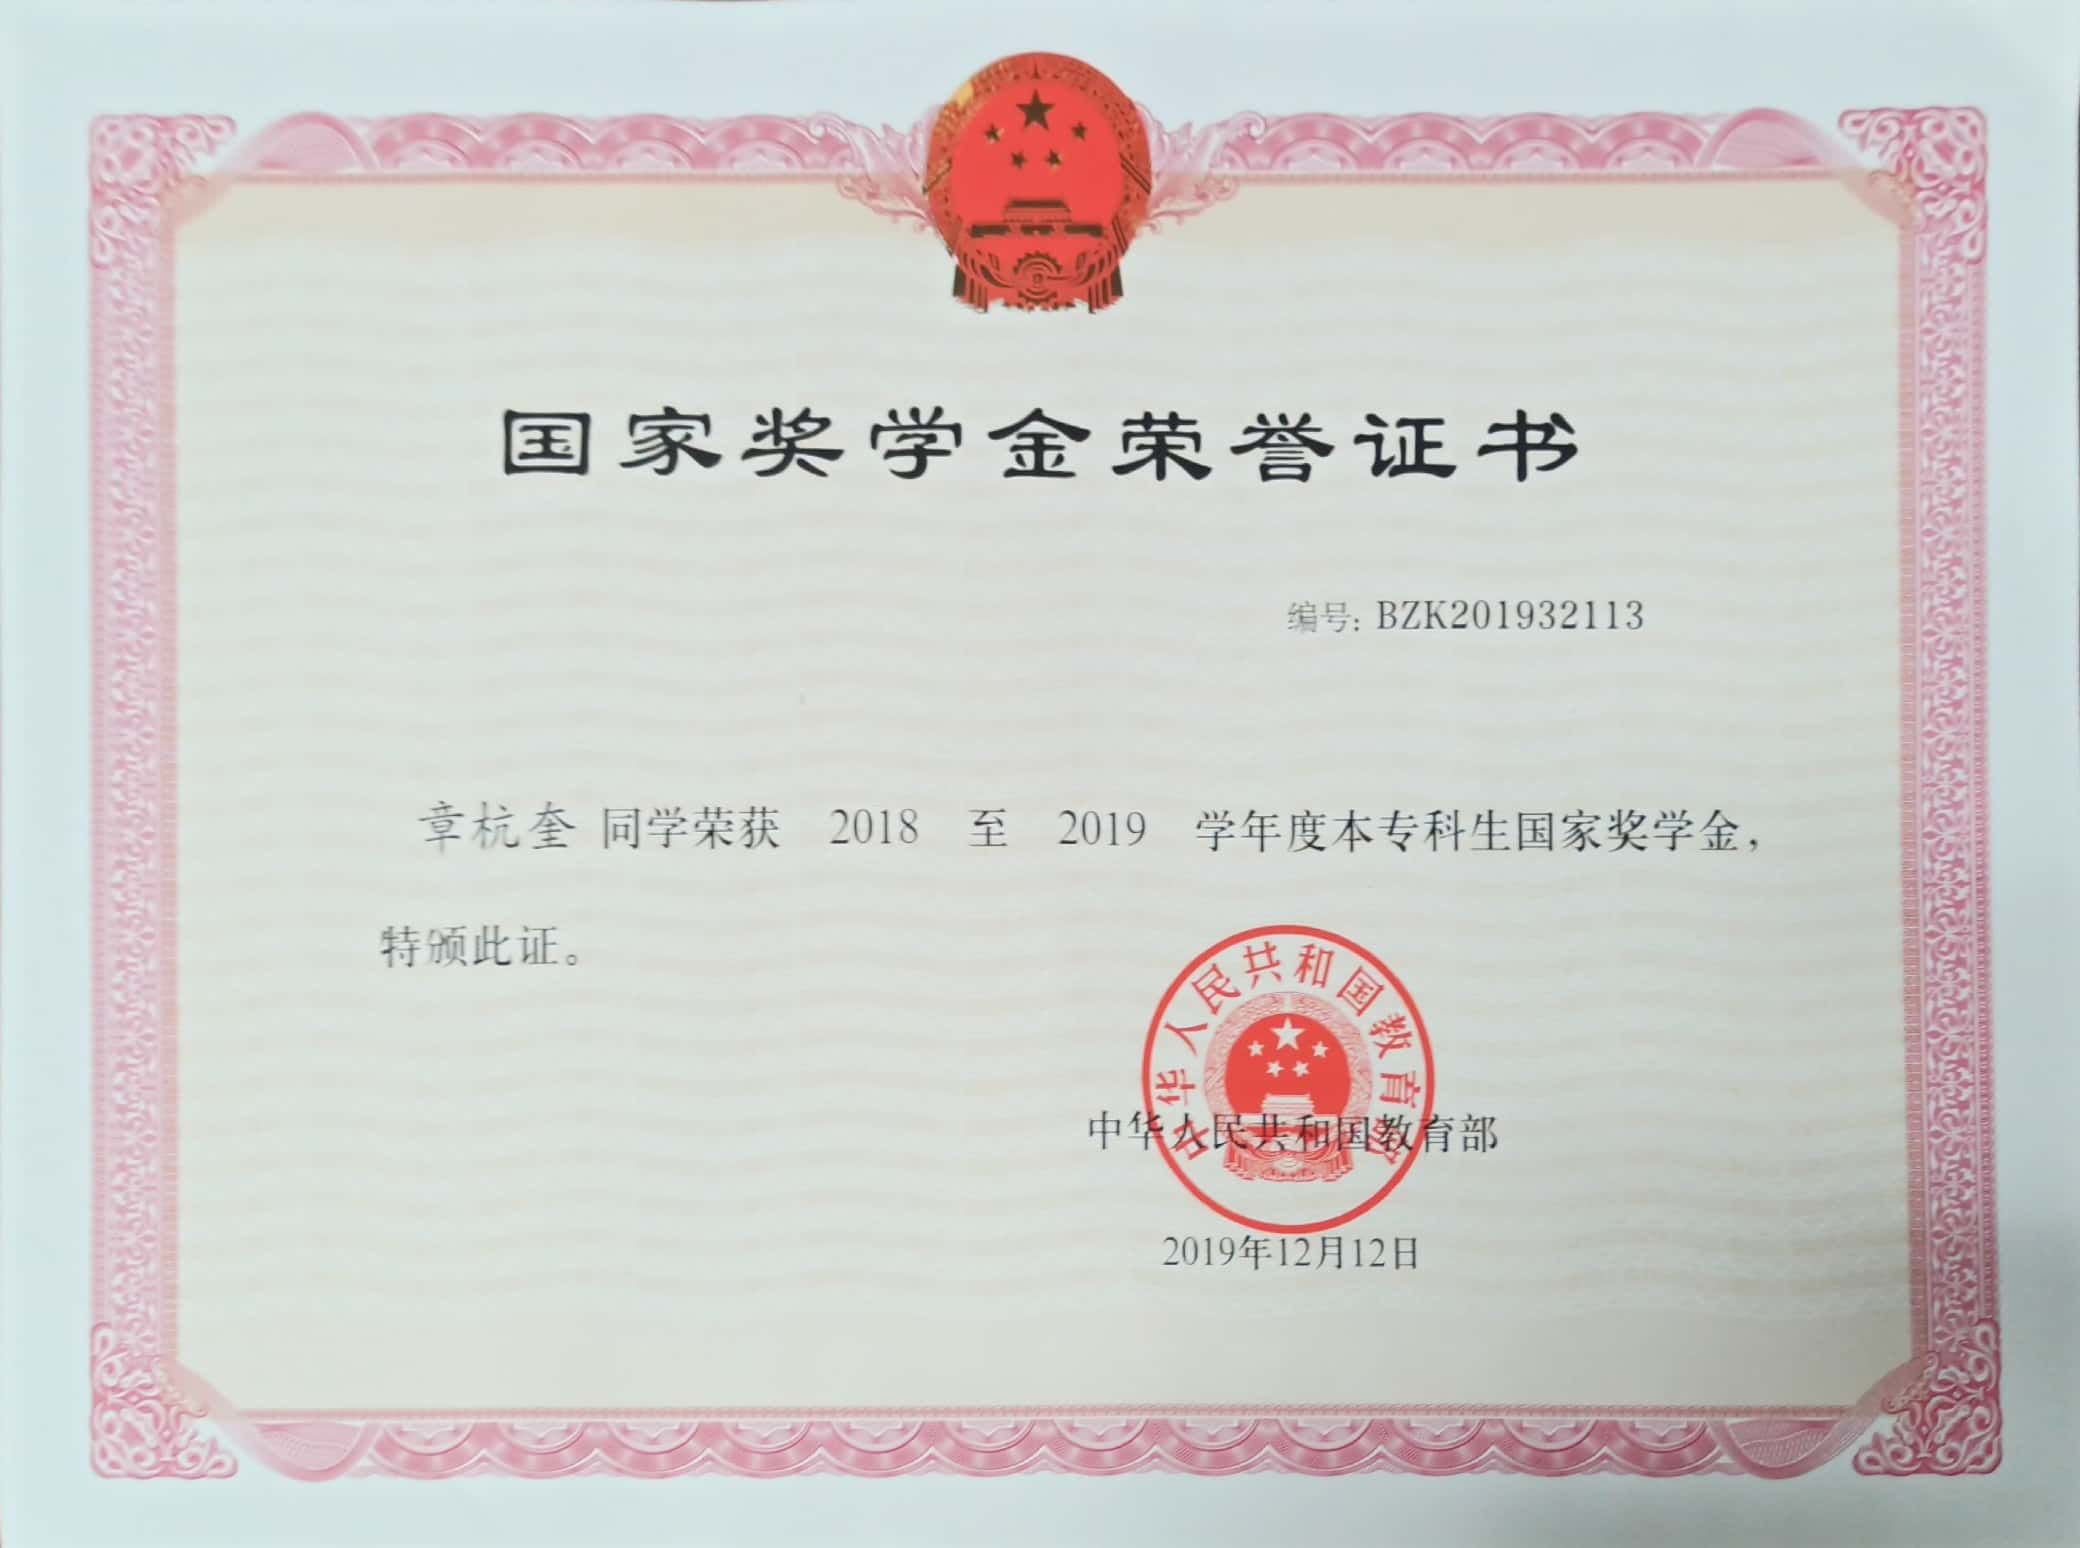 国家奖学金荣誉证书
编号: BZK201932113
章杭奎 同学荣获 2018 至 2019 学年度本专科生国家奖学金，
特颁此证。
中华人民共和国教育部
中华人民共和国教育部
2019年12月12日